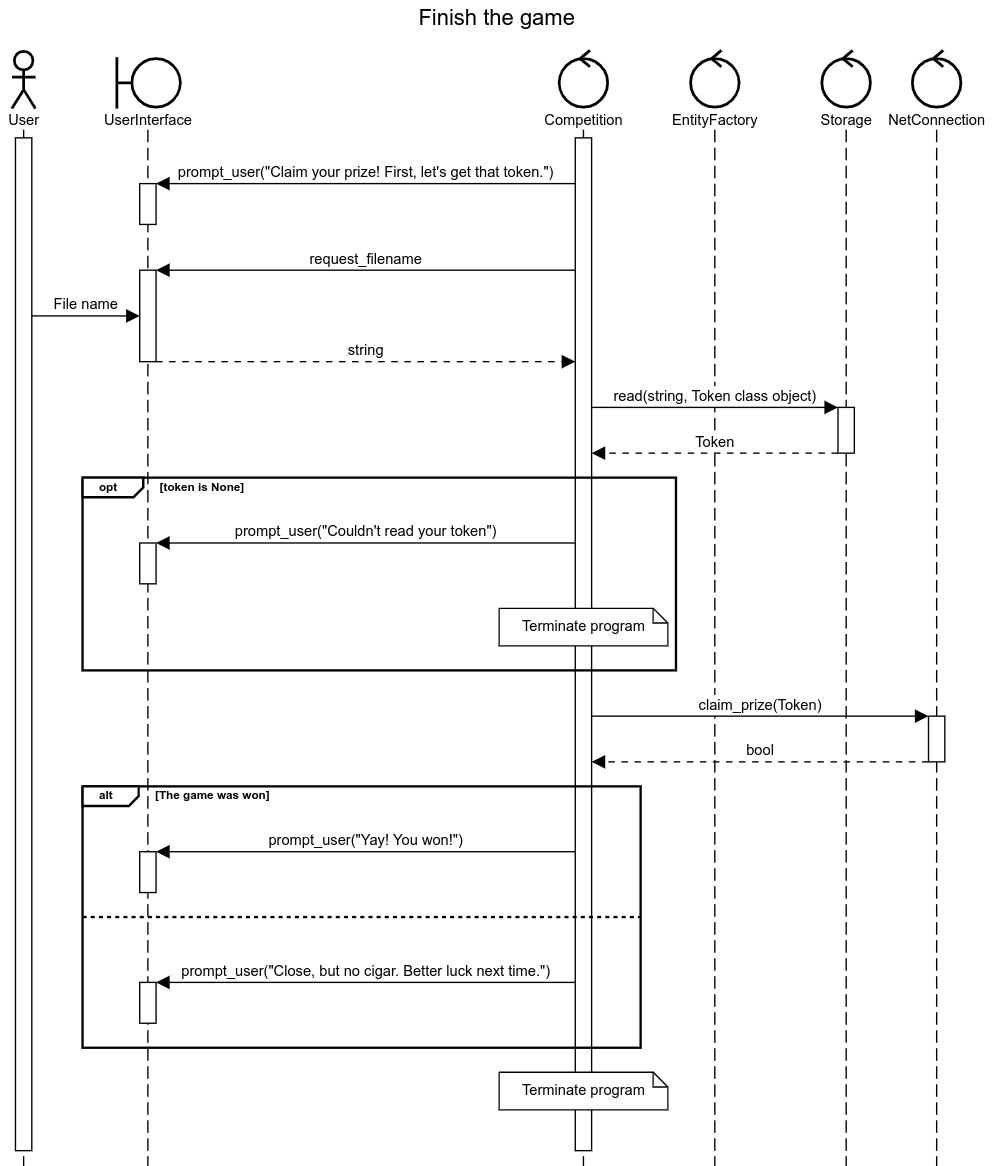 Finish the game
User
UserInterface
Competition
EntityFactory
Storage
NetConnection
prompt_user("Claim your prize! First, let's get that token.")
request_filename
File name
string
read(string, Token class object)
Token
opt
[token is None]
prompt_user("Couldn't read your token")
Terminate program
claim_prize(Token)
bool
alt
[The game was won]
prompt_user("Yay! You won!")
prompt_user("Close, but no cigar. Better luck next time.")
Terminate program